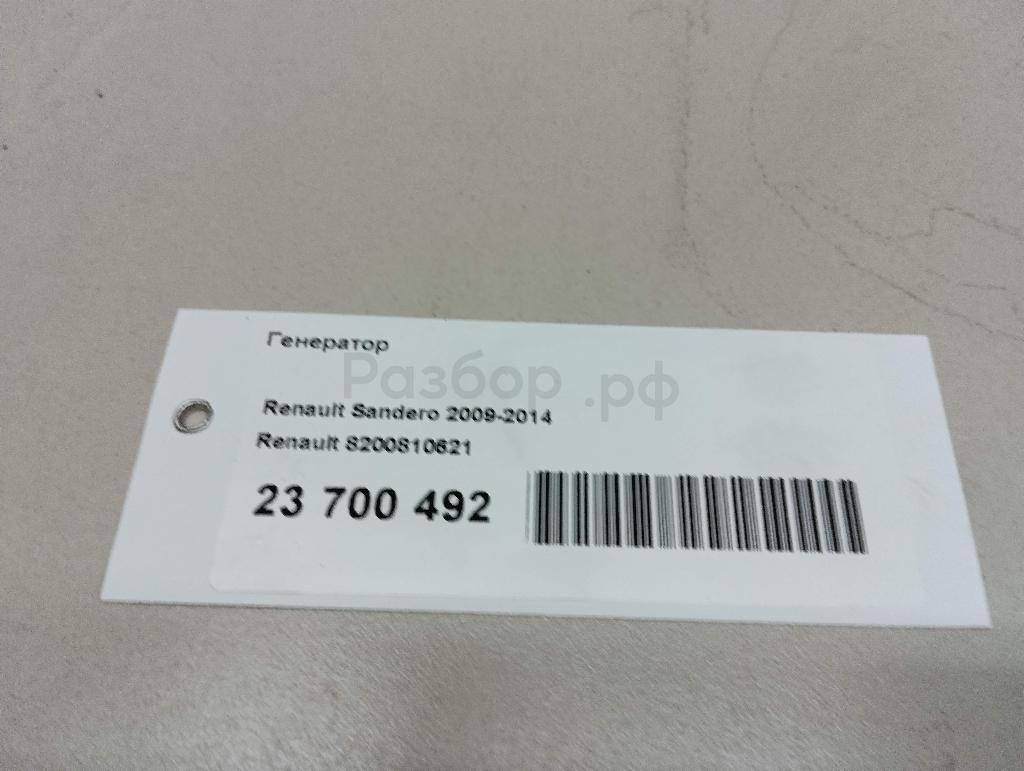 Генератор
Разбор.рф
Renault Sandero 2009-2014
Renault 8200810621
23 700 492